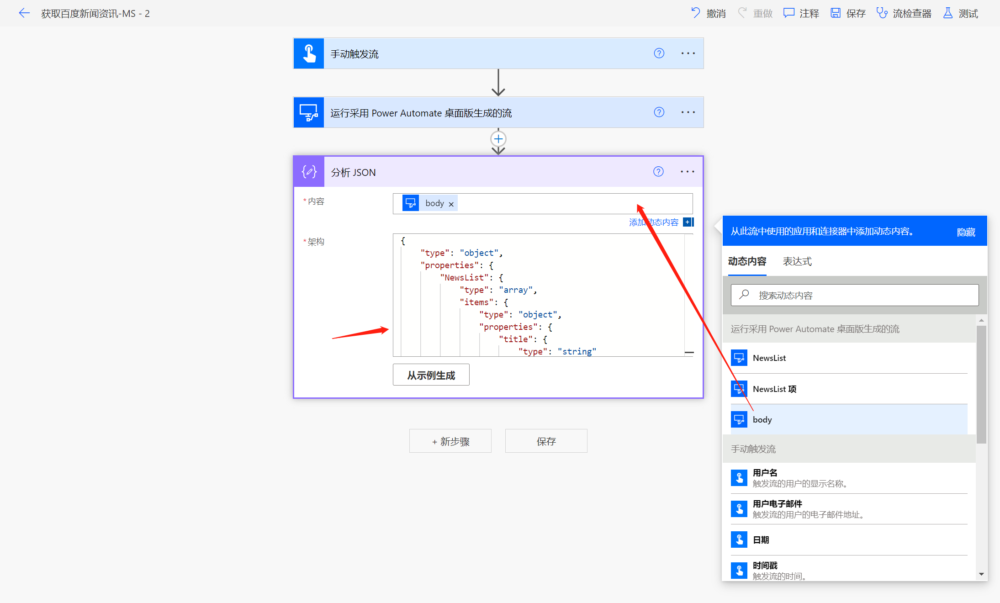 获取百度新闻资讯-MS - 2
撤消
重做
注释
保存
流检查器
测试
手动触发流
运行采用 Power Automate 桌面版生成的流
分析 JSON
*内容
body
添加动态内容
*架构
{
"type": "object",
"properties": {
"NewsList": {
"type": "array",
"items": {
"type": "object",
"properties": {
"title": {
"type": "string"
从示例生成
+ 新步骤
保存
从此流中使用的应用和连接器中添加动态内容。
隐藏
动态内容
表达式
搜索动态内容
运行采用 Power Automate 桌面版生成的流
NewsList
NewsList 项
body
手动触发流
用户名
触发流的用户的显示名称。
用户电子邮件
触发流的用户的电子邮件地址。
日期
时间戳
触发流的时间。